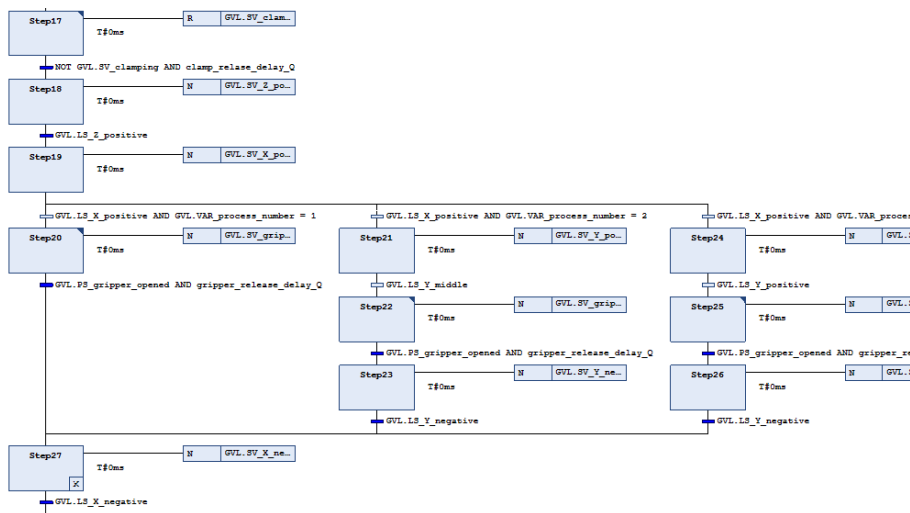 Step17
R GVL.SV_clam…
T#0ms
NOT GVL.SV_clamping AND clamp_relase_delay_Q
Step18
N GVL.SV_Z_po…
T#0ms
GVL.LS_Z_positive
Step19
N GVL.SV_X_po…
T#0ms
GVL.LS_X_positive AND GVL.VAR_process_number = 1
GVL.LS_X_positive AND GVL.VAR_process_number = 2
GVL.LS_X_positive AND GVL.VAR_process
Step20
N GVL.SV_grip…
T#0ms
Step21
N GVL.SV_Y_po…
T#0ms
Step24
N GVL.
T#0ms
GVL.PS_gripper_opened AND gripper_release_delay_Q
GVL.LS_Y_middle
GVL.LS_Y_positive
Step22
N GVL.SV_grip…
T#0ms
Step25
N GVL.
T#0ms
GVL.PS_gripper_opened AND gripper_release_delay_Q
GVL.PS_gripper_opened AND gripper_re
Step23
N GVL.SV_Y_ne…
T#0ms
Step26
N GVL.
T#0ms
GVL.LS_Y_negative
GVL.LS_Y_negative
Step27
N GVL.SV_X_ne…
T#0ms
X
GVL.LS_X_negative